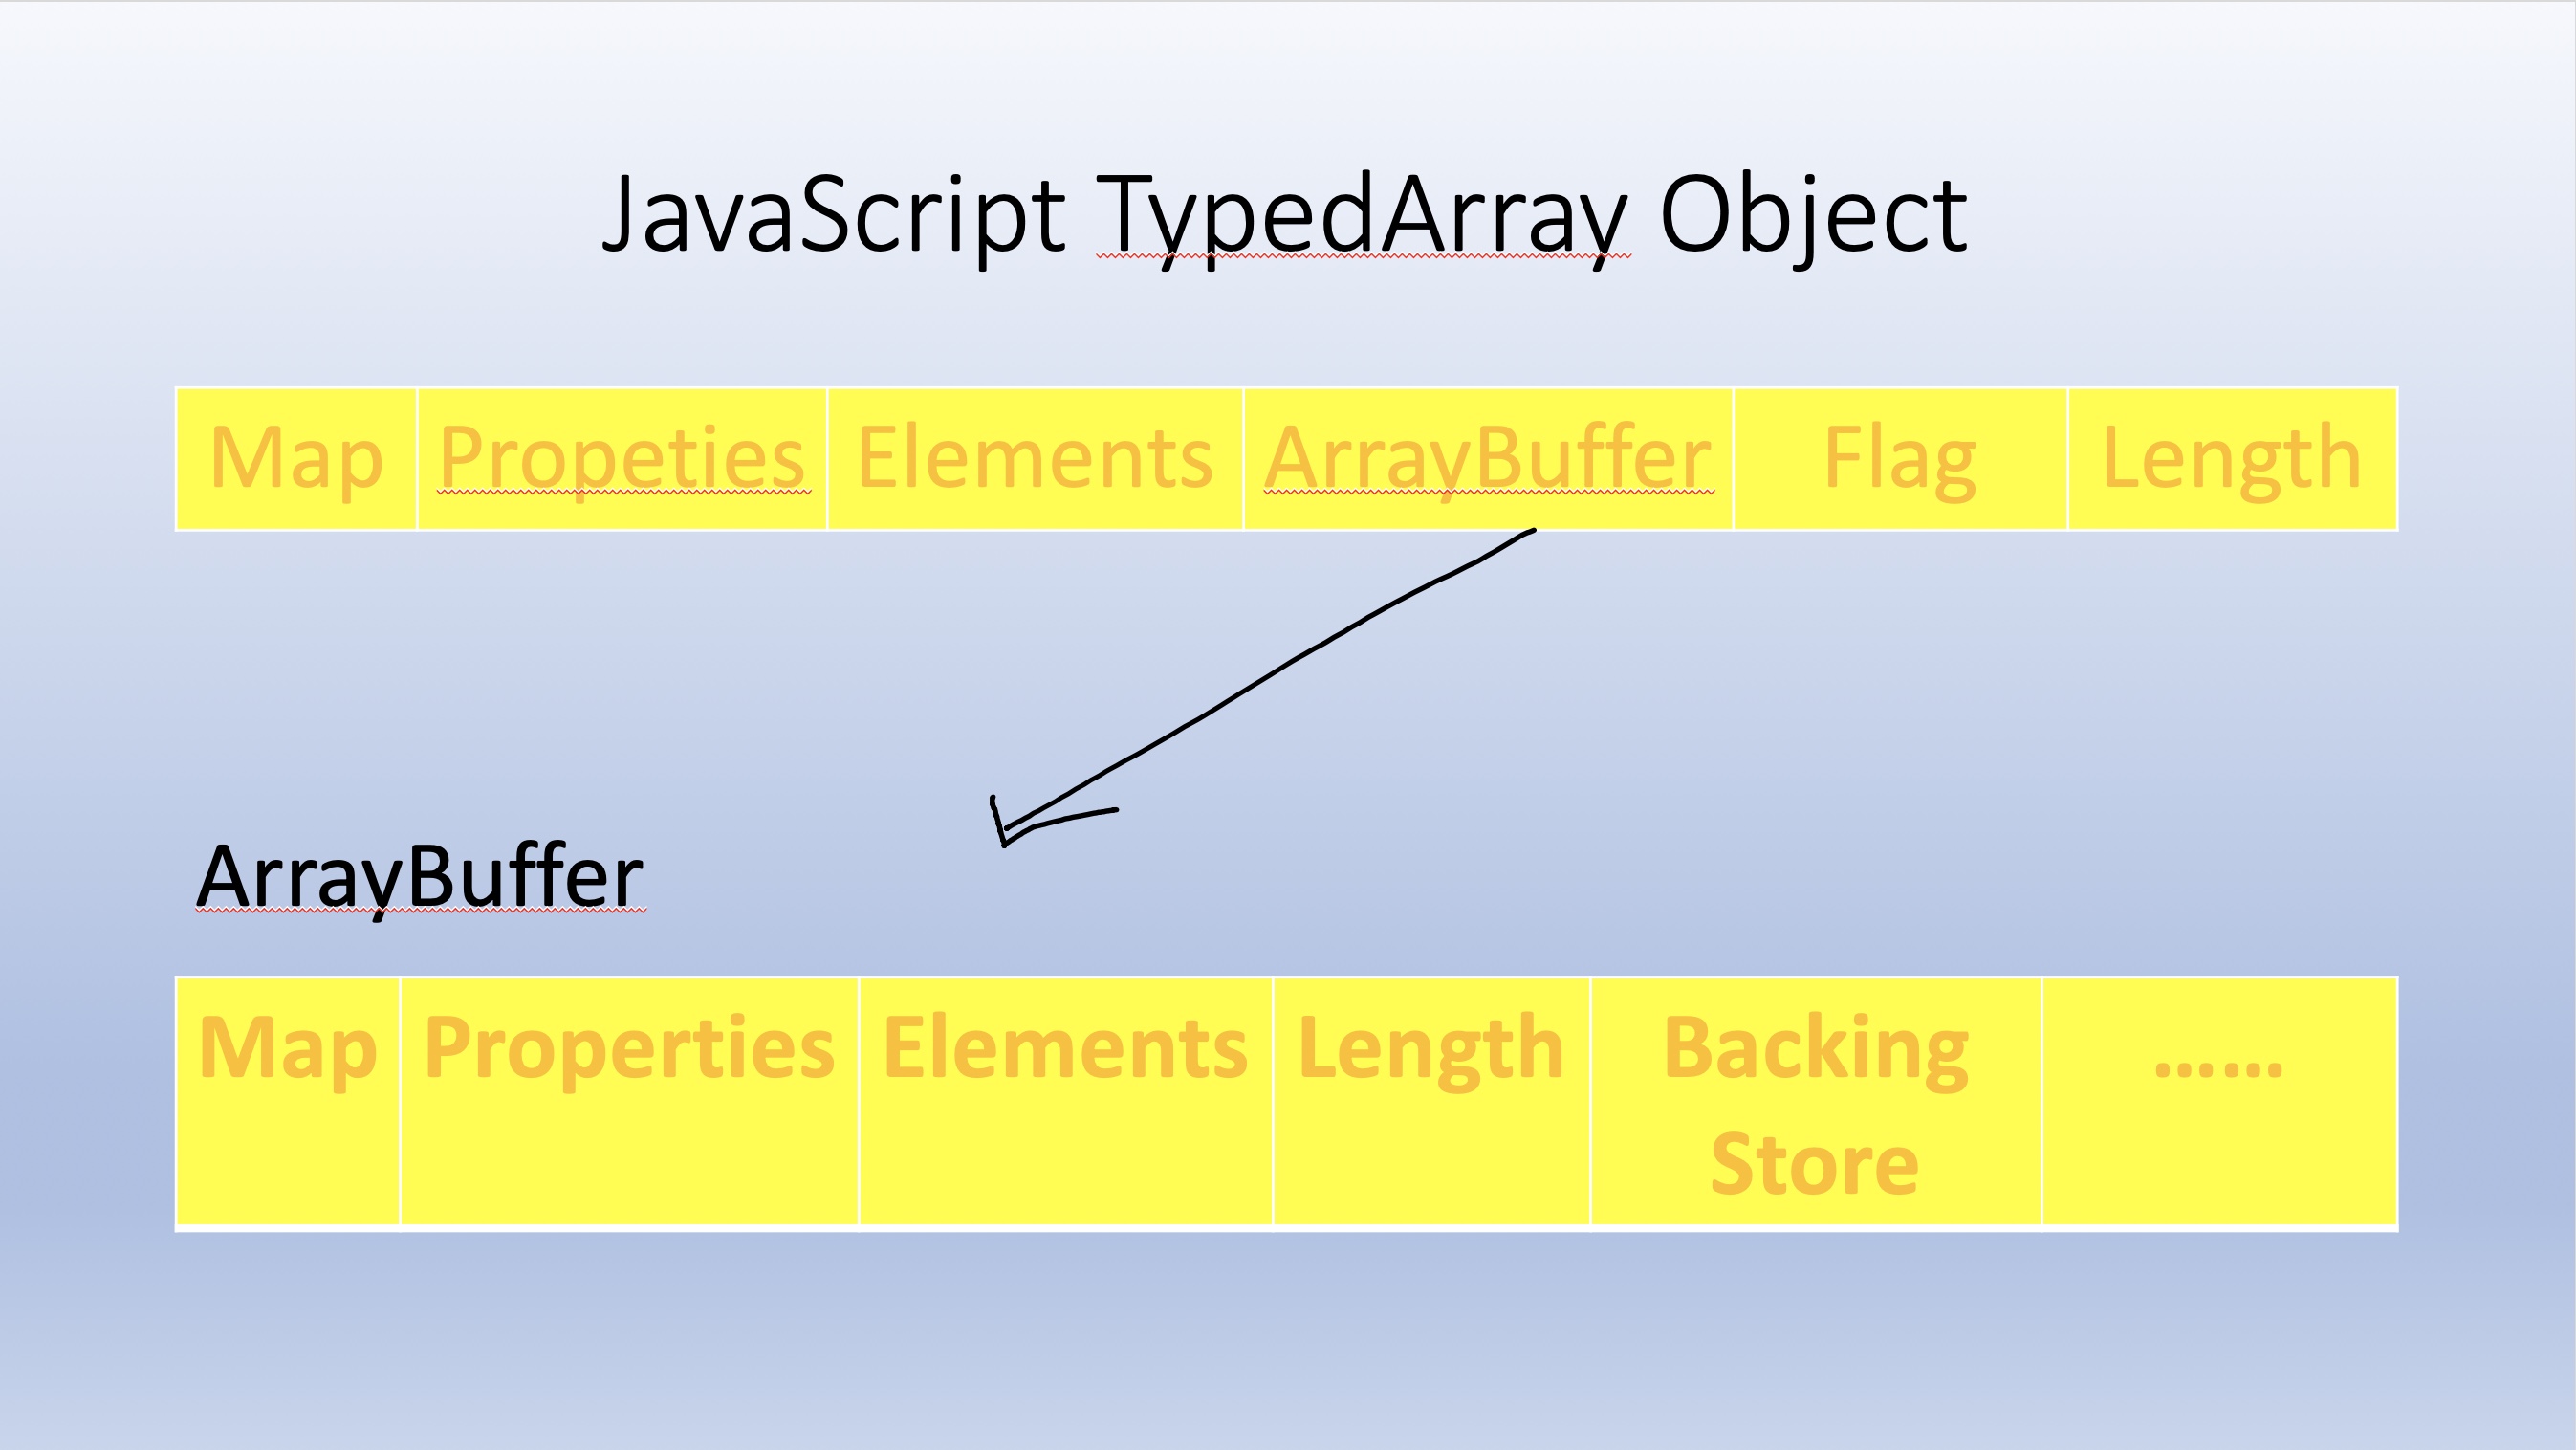 JavaScript TypedArray Object
Map Propeties Elements ArrayBuffer Flag Length
ArrayBuffer
Map Properties Elements Length Backing Store ……